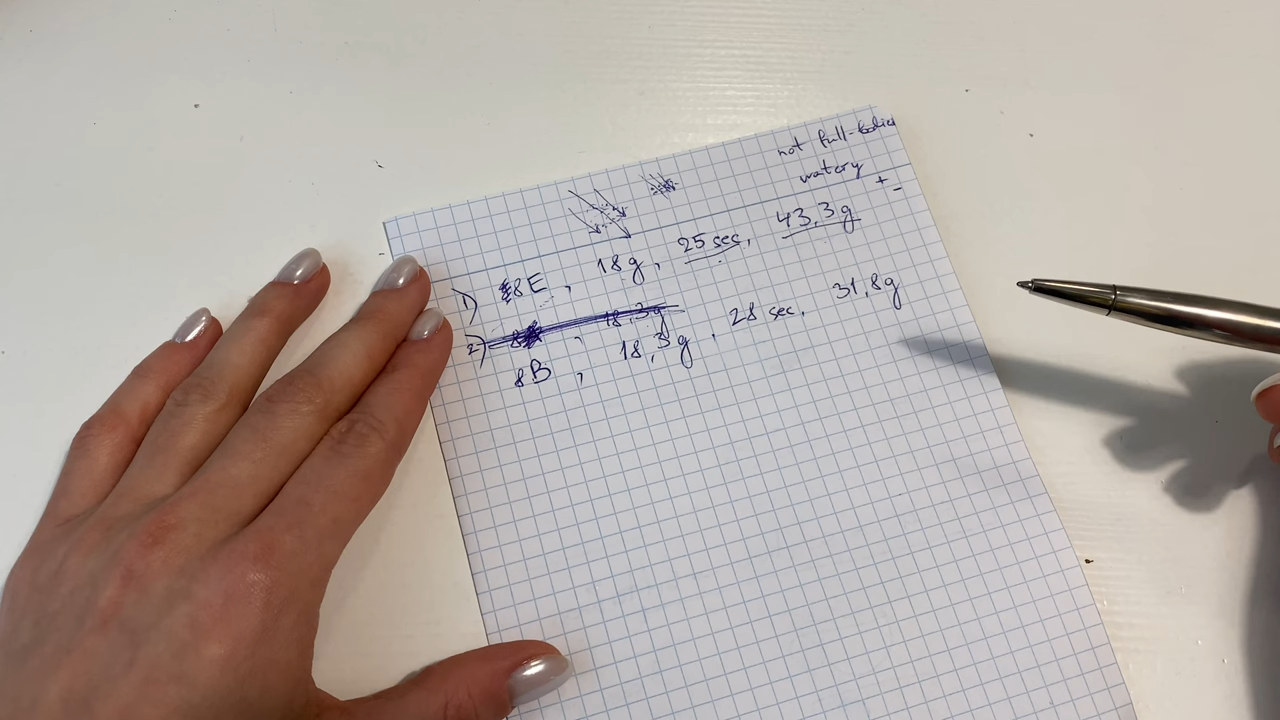 not full-bodied
watery + -
1) 8E, 18g, 25 sec, 43,3g
2) 18,3g
8B, 18,3g, 28 sec, 31,8g